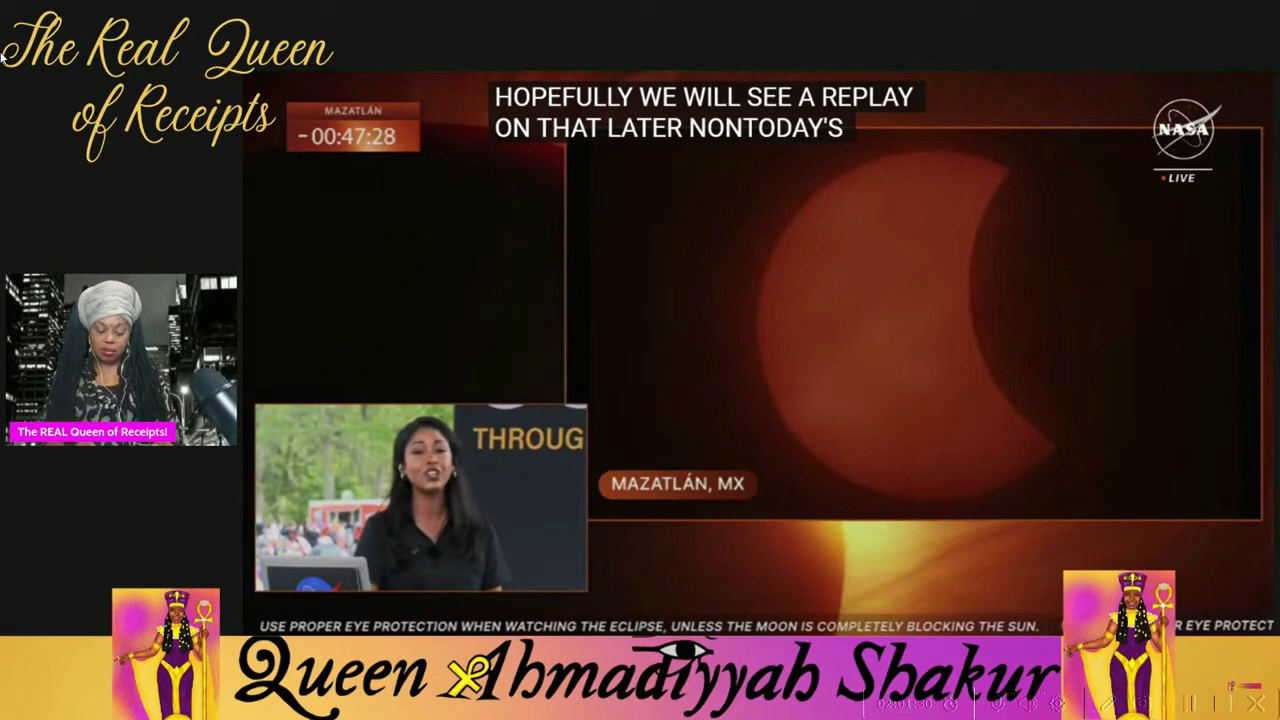 The Real Queen
of Receipts
MAZATLÁN
-00:47:28
HOPEFULLY WE WILL SEE A REPLAY
ON THAT LATER NONTODAY'S
NASA
LIVE
The REAL Queen of Receipts!
THROUG
MAZATLÁN, MX
USE PROPER EYE PROTECTION WHEN WATCHING THE ECLIPSE, UNLESS THE MOON IS COMPLETELY BLOCKING THE SUN.
R EYE PROTECT
Queen Ahmadiyyah Shakur